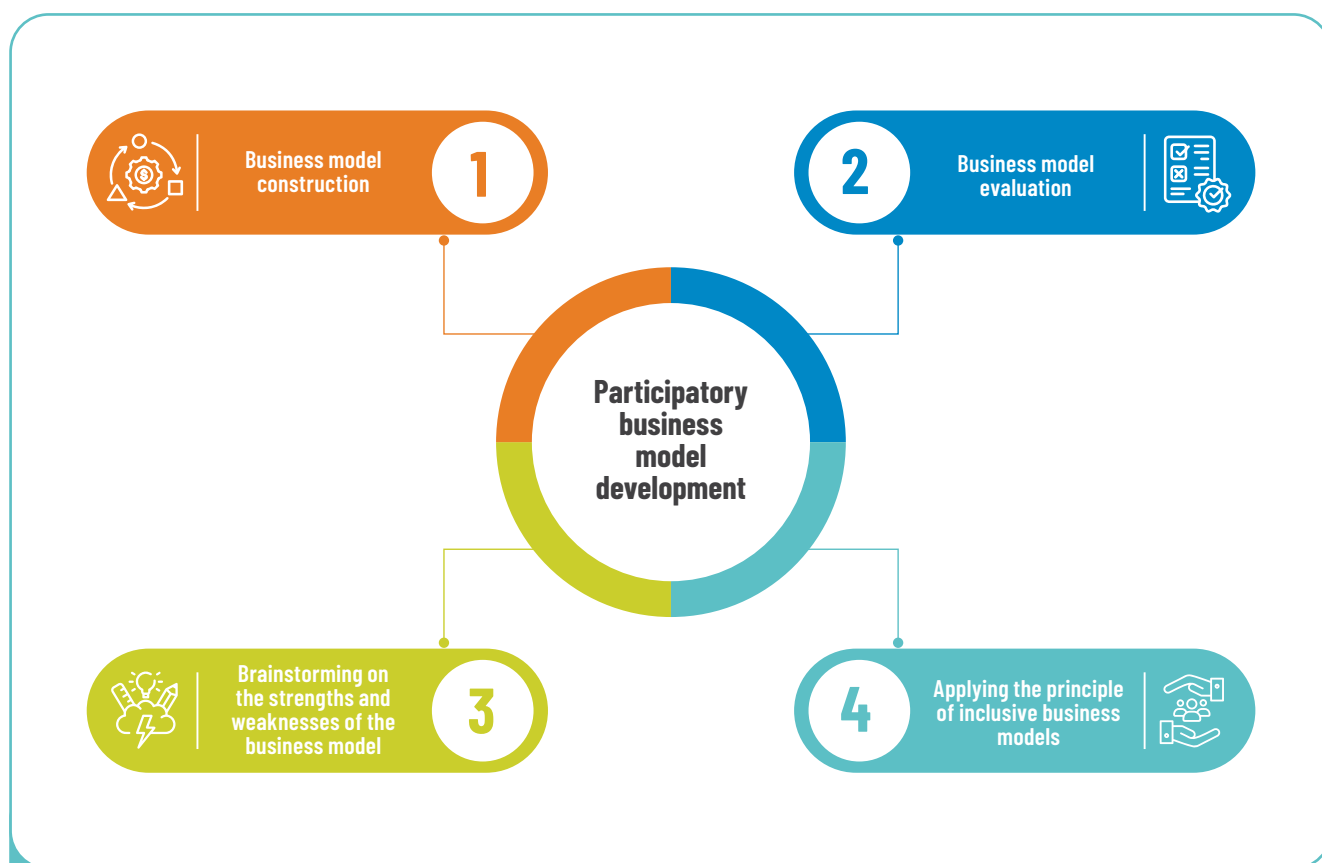 Business model
construction
1
2
Business model
evaluation
Participatory
business
model
development
Brainstorming on
the strengths and
weaknesses of the
business model
3
4
Applying the principle
of inclusive business
models